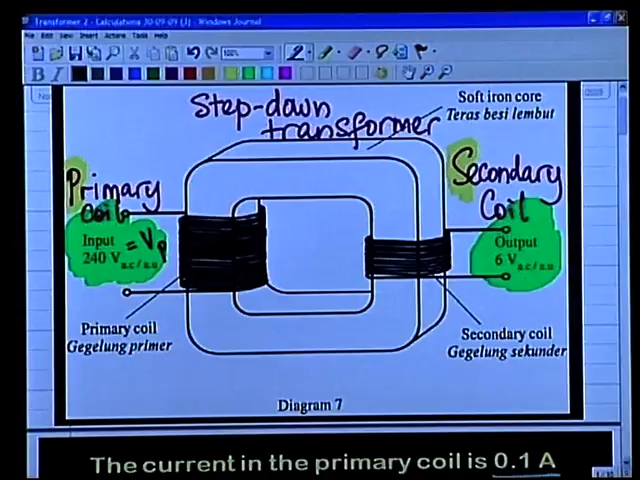 Transformer 2 - Calculations 30-09-09 (J) - Windows Journal
File Edit View Insert Actions Tools Help
100%
B I
Step-down
transformer
Soft iron core
Teras besi lembut
Primary
Coil
Secondary
Coil
Input = Vp
240 V a.c/a.u
Output
6 V a.c/a.u
Primary coil
Gegelung primer
Secondary coil
Gegelung sekunder
Diagram 7
The current in the primary coil is 0.1 A